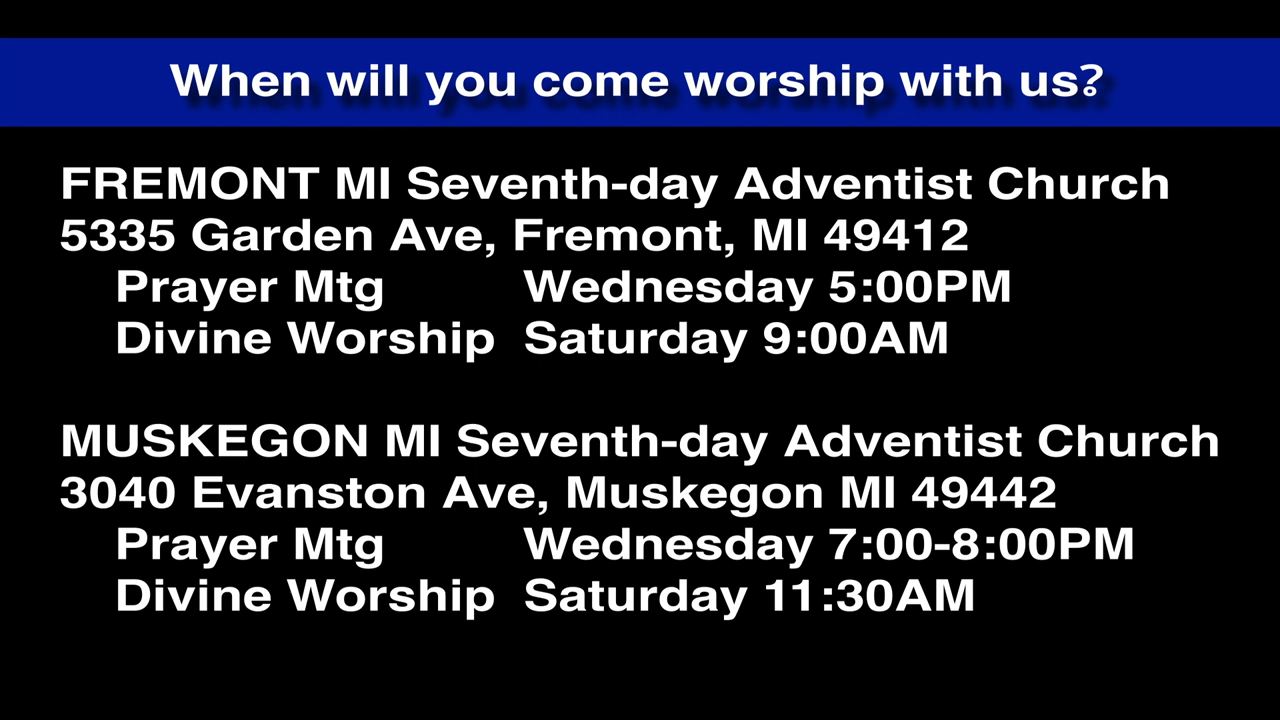 When will you come worship with us?
FREMONT MI Seventh-day Adventist Church
5335 Garden Ave, Fremont, MI 49412
Prayer Mtg Wednesday 5:00PM
Divine Worship Saturday 9:00AM
MUSKEGON MI Seventh-day Adventist Church
3040 Evanston Ave, Muskegon MI 49442
Prayer Mtg Wednesday 7:00-8:00PM
Divine Worship Saturday 11:30AM